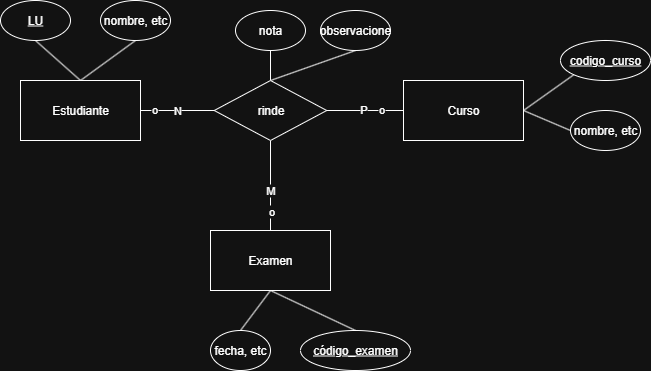 LU
nombre, etc
nota
observacione
codigo_curso
Estudiante
o
N
rinde
P
o
Curso
nombre, etc
M
o
Examen
fecha, etc
código_examen